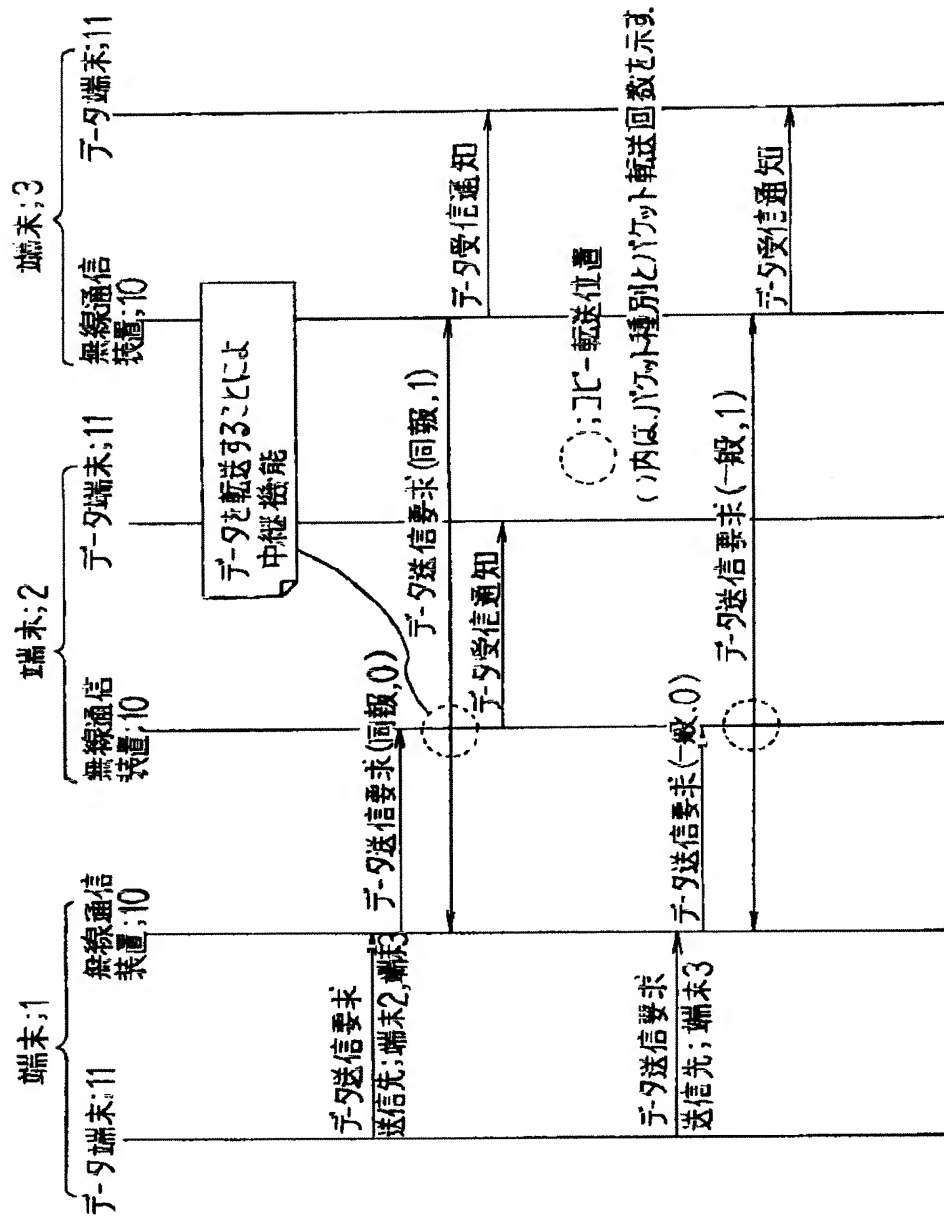 端末;1
端末;2
端末;3
データ端末;11
無線通信
装置;10
無線通信
装置;10
データ端末;11
無線通信
装置;10
データ端末;11
データを転送することによ
中継機能
データ送信要求
送信先;端末2,端末3
データ送信要求(同報,0)
データ送信要求(同報,1)
データ受信通知
データ受信通知
;コピー転送位置
( )内は、パケット種別とパケット転送回数を示す.
データ送信要求
送信先;端末3
データ送信要求(一般,0)
データ送信要求(一般,1)
データ受信通知